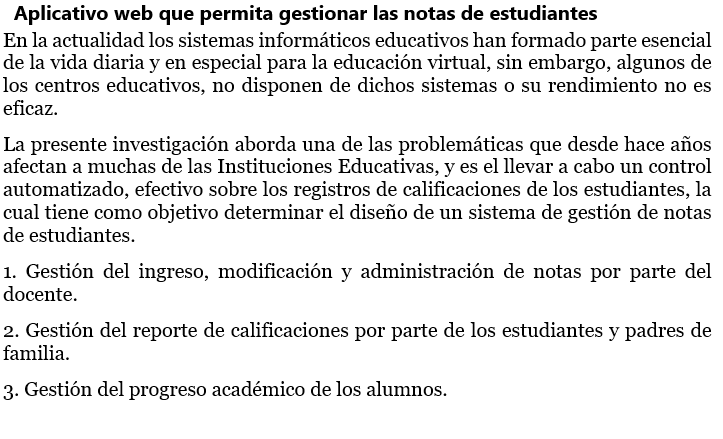 Aplicativo web que permita gestionar las notas de estudiantes
En la actualidad los sistemas informáticos educativos han formado parte esencial
de la vida diaria y en especial para la educación virtual, sin embargo, algunos de
los centros educativos, no disponen de dichos sistemas o su rendimiento no es
eficaz.
La presente investigación aborda una de las problemáticas que desde hace años
afectan a muchas de las Instituciones Educativas, y es el llevar a cabo un control
automatizado, efectivo sobre los registros de calificaciones de los estudiantes, la
cual tiene como objetivo determinar el diseño de un sistema de gestión de notas
de estudiantes.
1. Gestión del ingreso, modificación y administración de notas por parte del
docente.
2. Gestión del reporte de calificaciones por parte de los estudiantes y padres de
familia.
3. Gestión del progreso académico de los alumnos.